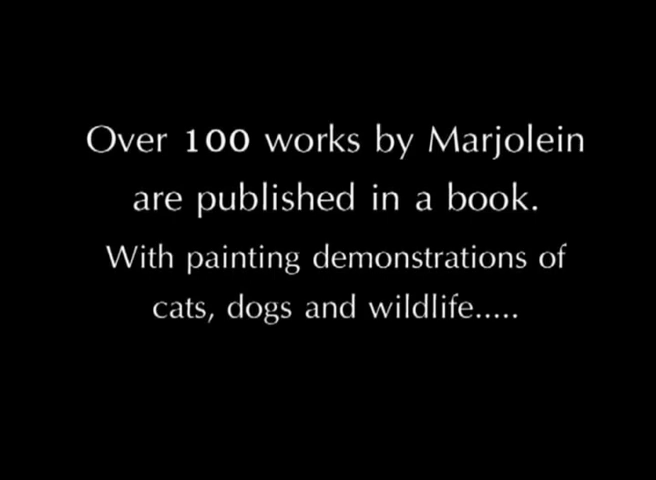 Over 100 works by Marjolein
are published in a book.
With painting demonstrations of
cats, dogs and wildlife.....